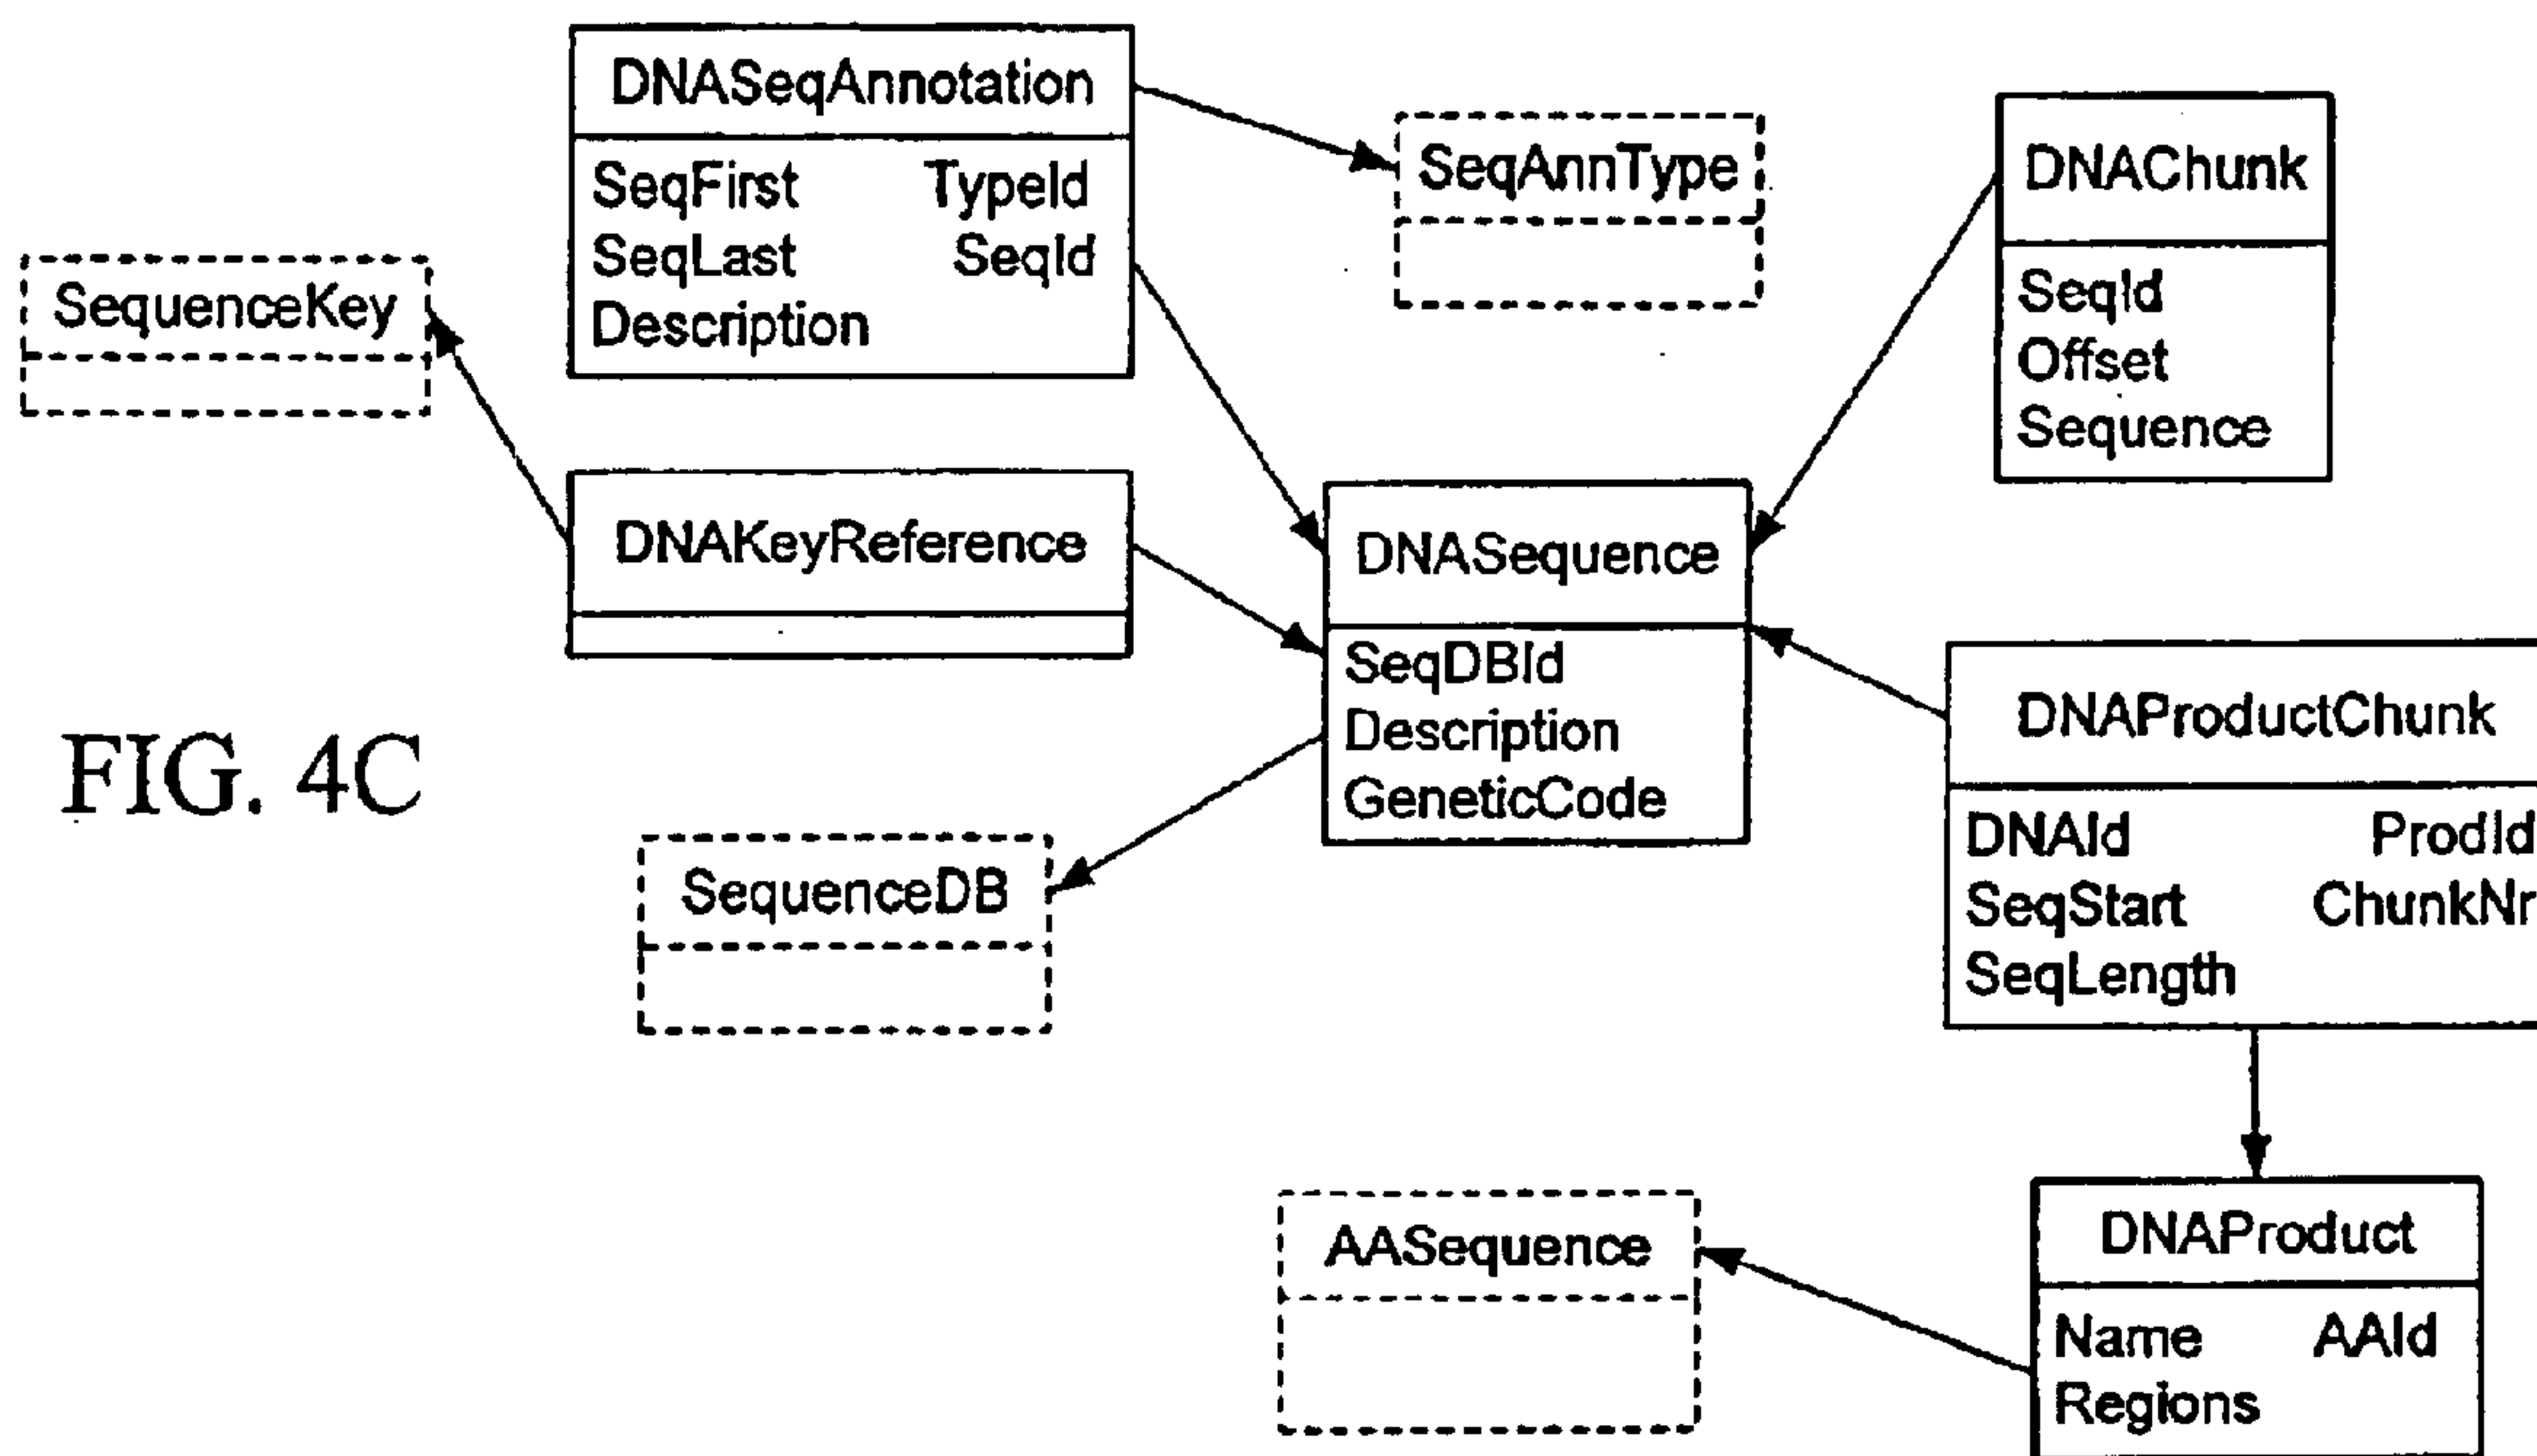 DNASeqAnnotation
SeqFirst TypeId
SeqLast SeqId
Description
SeqAnnType
DNAChunk
SeqId
Offset
Sequence
SequenceKey
DNAKeyReference
DNASequence
SeqDBId
Description
GeneticCode
DNAProductChunk
DNAId ProdId
SeqStart ChunkNr
SeqLength
FIG. 4C
SequenceDB
AASequence
DNAProduct
Name AAId
Regions